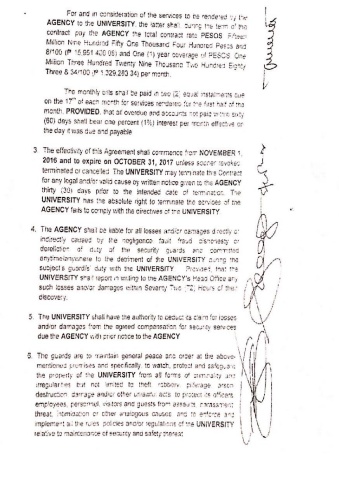 For and in consideration of the services to be rendered by the
AGENCY to the UNIVERSITY, the latter shall, during the term of the
contract pay the AGENCY the total contract rate PESOS Fifteen
Million Nine Hundred Fifty One Thousand Four Hundred Pesos and
8/100 (₱ 15,951,400.08) and One (1) year coverage of PESOS One
Million Three Hundred Twenty Nine Thousand Two Hundred Eighty
Three & 34/100 (₱ 1,329,283.34) per month.
The monthly bills shall be paid in two (2) equal instalments due
on the 17th of each month for services rendered for the first half of the
month, PROVIDED, that all overdue and accounts not paid within sixty
(60) days shall bear one percent (1%) interest per month effective on
the day it was due and payable
3. The effectivity of this Agreement shall commence from NOVEMBER 1,
2016 and to expire on OCTOBER 31, 2017 unless sooner revoked
terminated or cancelled. The UNIVERSITY may terminate this Contract
for any legal and/or valid cause by written notice given to the AGENCY
thirty (30) days prior to the intended date of termination. The
UNIVERSITY has the absolute right to terminate the services of the
AGENCY fails to comply with the directives of the UNIVERSITY
4. The AGENCY shall be liable for all losses and/or damages directly or
indirectly caused by the negligence fault fraud dishonesty or
dereliction of duty of the security guards and committed
anytime/anywhere to the detriment of the UNIVERSITY during the
subject's guards' duty with the UNIVERSITY. Provided, that the
UNIVERSITY shall report in writing to the AGENCY's Head Office any
such losses and/or damages within Seventy Two (72) hours of their
discovery.
5. The UNIVERSITY shall have the authority to deduct its claim for losses
and/or damages from the agreed compensation for security services
due the AGENCY with prior notice to the AGENCY
6. The guards are to maintain general peace and order at the above-
mentioned premises and specifically, to watch, protect and safeguard
the property of the UNIVERSITY from all forms of criminality and
irregularities but not limited to theft, robbery, pillerage, arson,
destruction, damage and/or other unlawful acts, to protect its officers,
employees, personnel, visitors and guests from assaults, harassment
threat, intimidation or other analogous causes and to enforce and
implement all the rules, policies and/or regulations of the UNIVERSITY
relative to maintenance of security and safety thereat